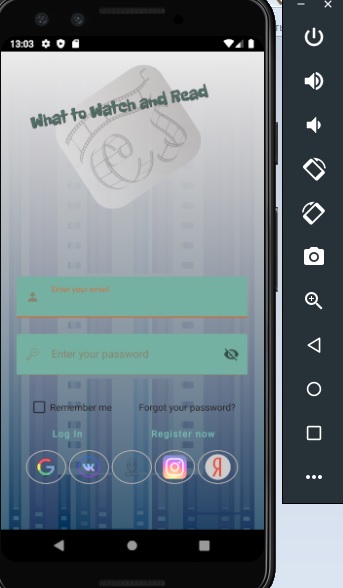 13:03
What to Watch and Read
Enter your email
Enter your password
Remember me Forgot your password?
Log in Register now
G VK Я